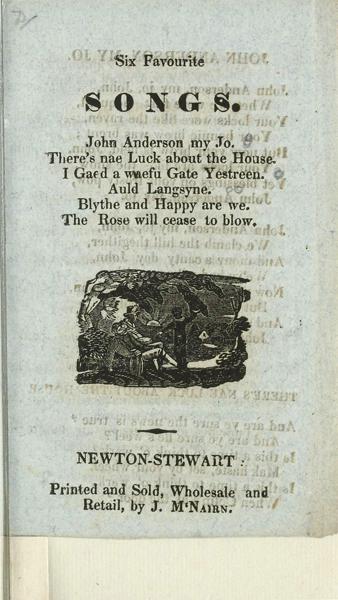 Six Favourite
SONGS.
John Anderson my Jo.
There's nae Luck about the House.
I Gaed a waefu Gate Yestreen.
Auld Langsyne.
Blythe and Happy are we.
The Rose will cease to blow.
NEWTON-STEWART:
Printed and Sold, Wholesale and
Retail, by J. M'NAIRN.